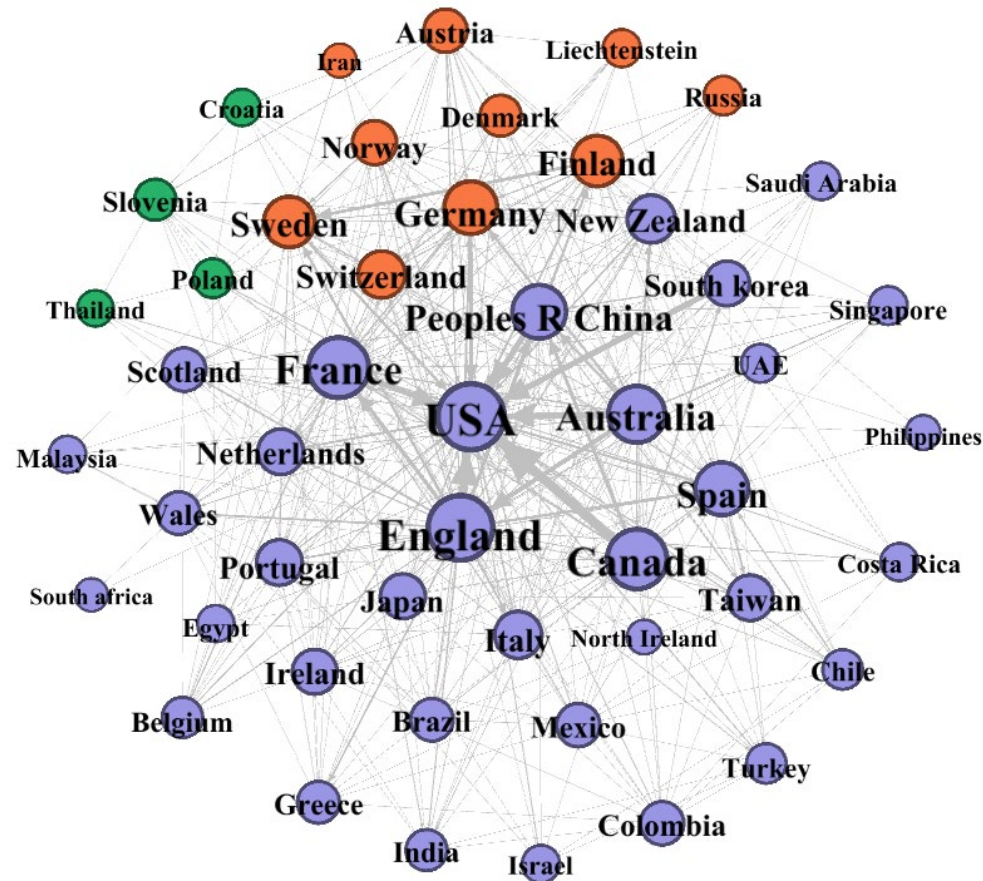 Austria
Liechtenstein
Iran
Russia
Croatia
Denmark
Norway
Finland
Saudi Arabia
Slovenia
Germany
New Zealand
Sweden
Switzerland
Poland
South korea
Thailand
Peoples R China
Singapore
Scotland
France
UAE
USA
Australia
Philippines
Malaysia
Netherlands
Spain
Wales
England
Canada
Costa Rica
Portugal
South africa
Japan
Taiwan
Egypt
Italy
North Ireland
Ireland
Chile
Belgium
Brazil
Mexico
Turkey
Greece
Colombia
India
Israel